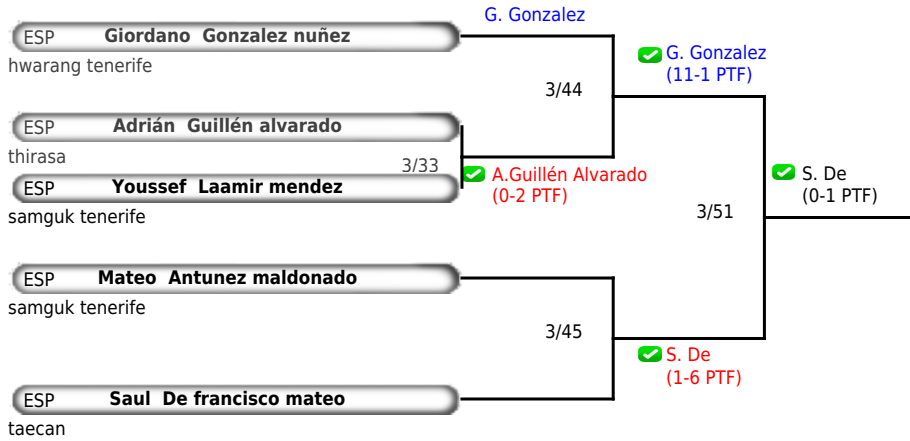 G. Gonzalez
ESP Giordano Gonzalez nuñez
hwarang tenerife
G. Gonzalez
(11-1 PTF)
3/44
ESP Adrián Guillén alvarado
thirasa
3/33
A.Guillén Alvarado
(0-2 PTF)
ESP Youssef Laamir mendez
samguk tenerife
S. De
(0-1 PTF)
3/51
ESP Mateo Antunez maldonado
samguk tenerife
3/45
S. De
(1-6 PTF)
ESP Saul De francisco mateo
taecan